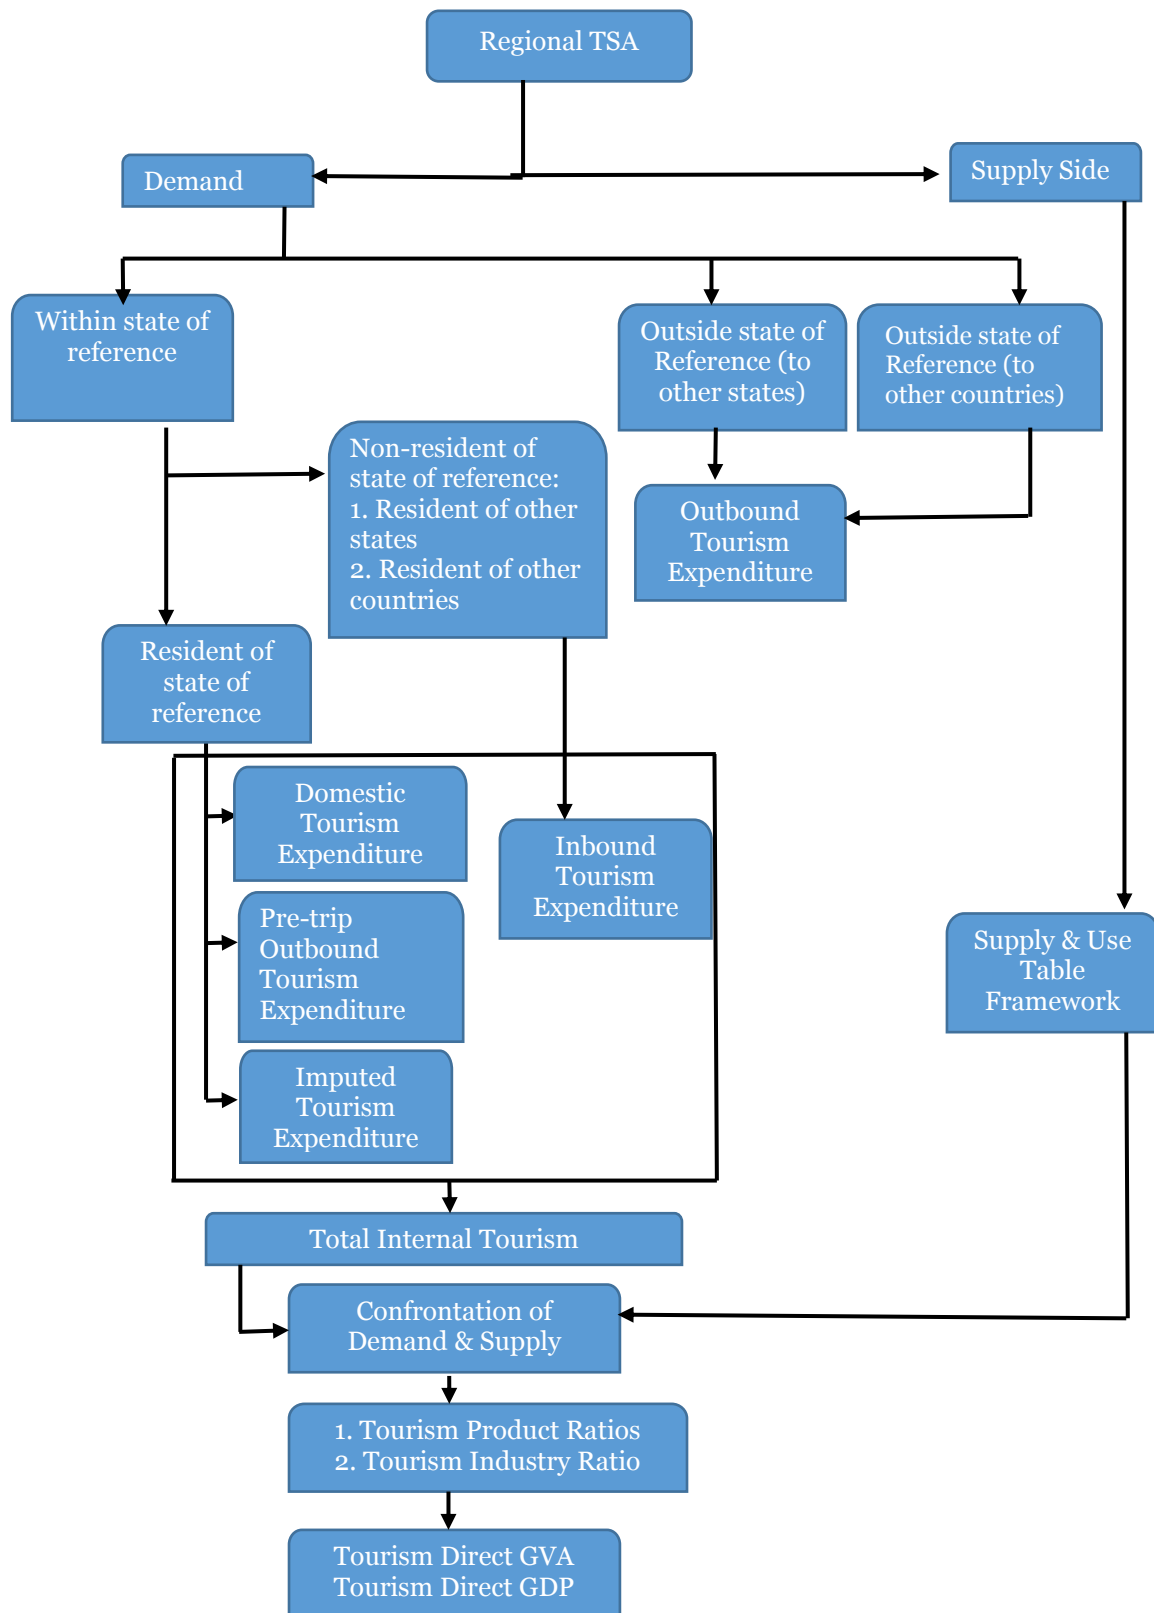 Regional TSA
Demand
Supply Side
Within state of
reference
Outside state of
Reference (to
other states)
Outside state of
Reference (to
other countries)
Non-resident of
state of reference:
1. Resident of other
states
2. Resident of other
countries
Outbound
Tourism
Expenditure
Resident of
state of
reference
Domestic
Tourism
Expenditure
Inbound
Tourism
Expenditure
Pre-trip
Outbound
Tourism
Expenditure
Supply & Use
Table
Framework
Imputed
Tourism
Expenditure
Total Internal Tourism
Confrontation of
Demand & Supply
1. Tourism Product Ratios
2. Tourism Industry Ratio
Tourism Direct GVA
Tourism Direct GDP